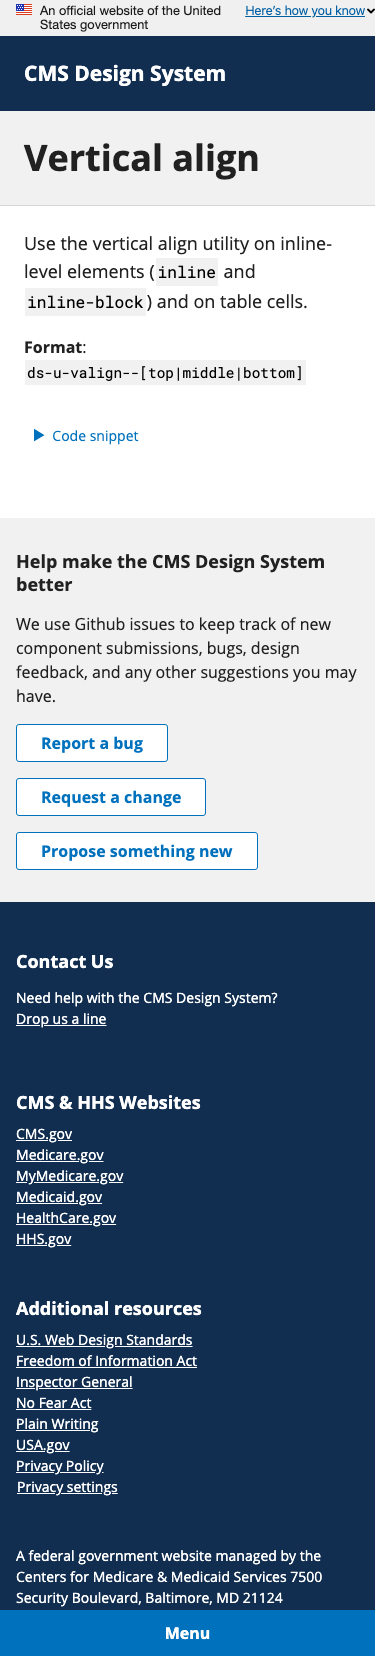 An official website of the United States government
Here's how you know
CMS Design System
Vertical align
Use the vertical align utility on inline-
level elements (inline and
inline-block) and on table cells.
Format:
ds-u-valign--[top|middle|bottom]
Code snippet
Help make the CMS Design System
better
We use Github issues to keep track of new
component submissions, bugs, design
feedback, and any other suggestions you may
have.
Report a bug
Request a change
Propose something new
Contact Us
Need help with the CMS Design System?
Drop us a line
CMS & HHS Websites
CMS.gov
Medicare.gov
MyMedicare.gov
Medicaid.gov
HealthCare.gov
HHS.gov
Additional resources
U.S. Web Design Standards
Freedom of Information Act
Inspector General
No Fear Act
Plain Writing
USA.gov
Privacy Policy
Privacy settings
A federal government website managed by the
Centers for Medicare & Medicaid Services 7500
Security Boulevard, Baltimore, MD 21124
Menu